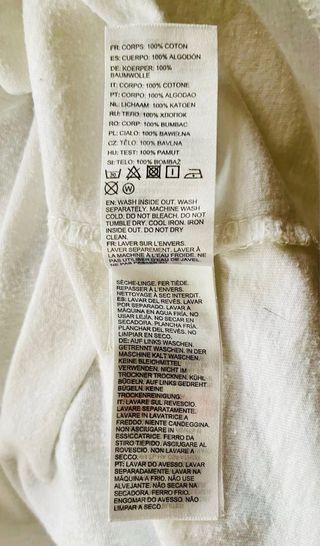 FR: CORPS: 100% COTON
ES: CUERPO: 100% ALGODÓN
DE: KOERPER: 100%
BAUMWOLLE
IT: CORPO: 100% COTONE
PT: CORPO: 100% ALGODAO
NL: LICHAAM: 100% KATOEN
RU: ТЕЛО: 100% ХЛОПОК
RO: CORP: 100% BUMBAC
PL: CIAŁO: 100% BAWEŁNA
CZ: TĚLO: 100% BAVLNA
HU: TEST: 100% PAMUT
SI: TELO: 100% BOMBAŽ
W
EN: WASH INSIDE OUT. WASH
SEPARATELY. MACHINE WASH
COLD. DO NOT BLEACH. DO NOT
TUMBLE DRY. COOL IRON. IRON
INSIDE OUT. DO NOT DRY
CLEAN.
FR: LAVER SUR L'ENVERS.
LAVER SEPAREMENT. LAVER À
LA MACHINE À L'EAU FROIDE. NE
PAS UTILISER D'EAU DE JAVEL.
NE PAS
SÈCHE-LINGE. FER TIÈDE.
REPASSER À L'ENVERS.
NETTOYAGE À SEC INTERDIT.
ES: LAVAR DEL REVÉS. LAVAR
POR SEPARADO. LAVAR A
MÁQUINA EN AGUA FRÍA. NO
USAR LEJÍA. NO SECAR EN
SECADORA. PLANCHA FRÍA.
PLANCHAR DEL REVÉS. NO
LIMPIAR EN SECO.
DE: AUF LINKS WASCHEN.
GETRENNT WASCHEN. IN DER
MASCHINE KALT WASCHEN.
KEINE BLEICHMITTEL
VERWENDEN. NICHT IM
TROCKNER TROCKNEN. KÜHL
BÜGELN. AUF LINKS GEDREHT
BÜGELN. KEINE
TROCKENREINIGUNG.
IT: LAVARE SUL ROVESCIO.
LAVARE SEPARATAMENTE.
LAVARE IN LAVATRICE A
FREDDO. NIENTE CANDEGGINA.
NON ASCIUGARE IN
ESSICCATRICE. FERRO DA
STIRO TIEPIDO. ASCIUGARE AL
ROVESCIO. NON LAVARE A
SECCO.
PT: LAVAR DO AVESSO. LAVAR
SEPARADAMENTE. LAVAR NA
MÁQUINA A FRIO. NÃO USE
ALVEJANTE. NÃO SECAR NA
SECADORA. FERRO FRIO.
ENGOMAR DO AVESSO. NÃO
LIMPAR A SECO.